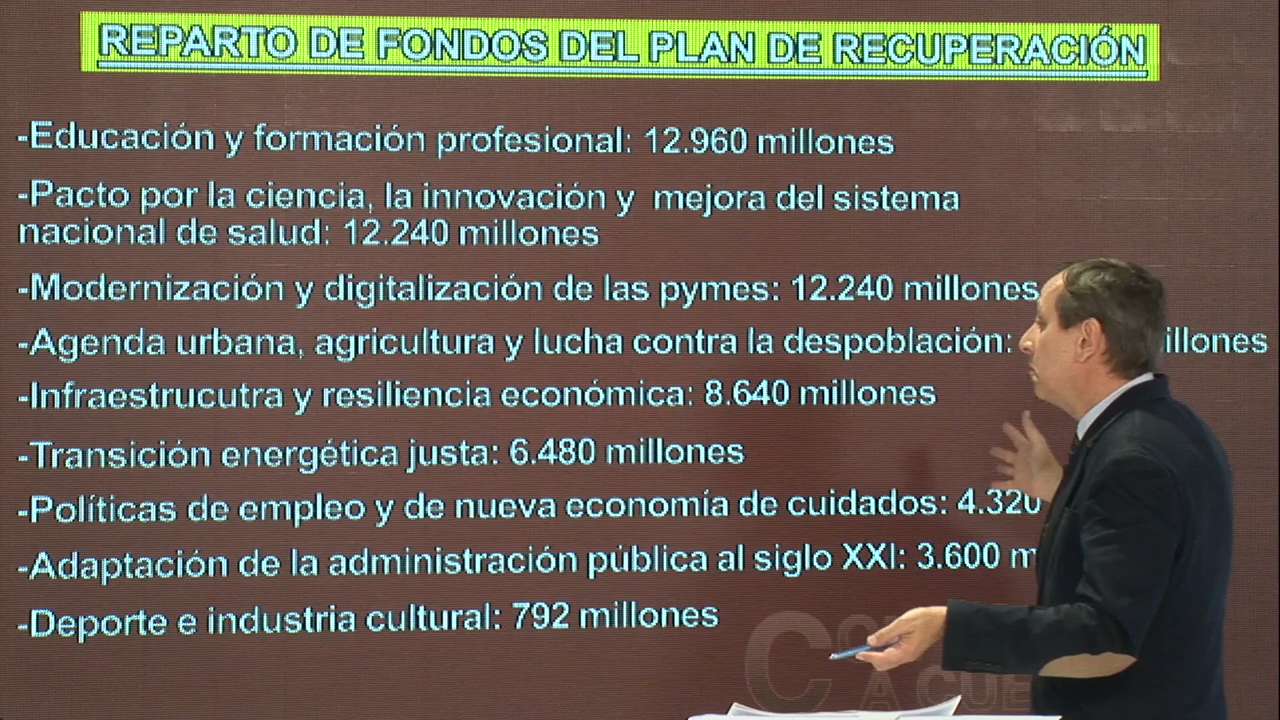 REPARTO DE FONDOS DEL PLAN DE RECUPERACIÓN
-Educación y formación profesional: 12.960 millones
-Pacto por la ciencia, la innovación y mejora del sistema
nacional de salud: 12.240 millones
-Modernización y digitalización de las pymes: 12.240 millones
-Agenda urbana, agricultura y lucha contra la despoblación: illones
-Infraestrucutra y resiliencia económica: 8.640 millones
-Transición energética justa: 6.480 millones
-Políticas de empleo y de nueva economía de cuidados: 4.320
-Adaptación de la administración pública al siglo XXI: 3.600 m
-Deporte e industria cultural: 792 millones